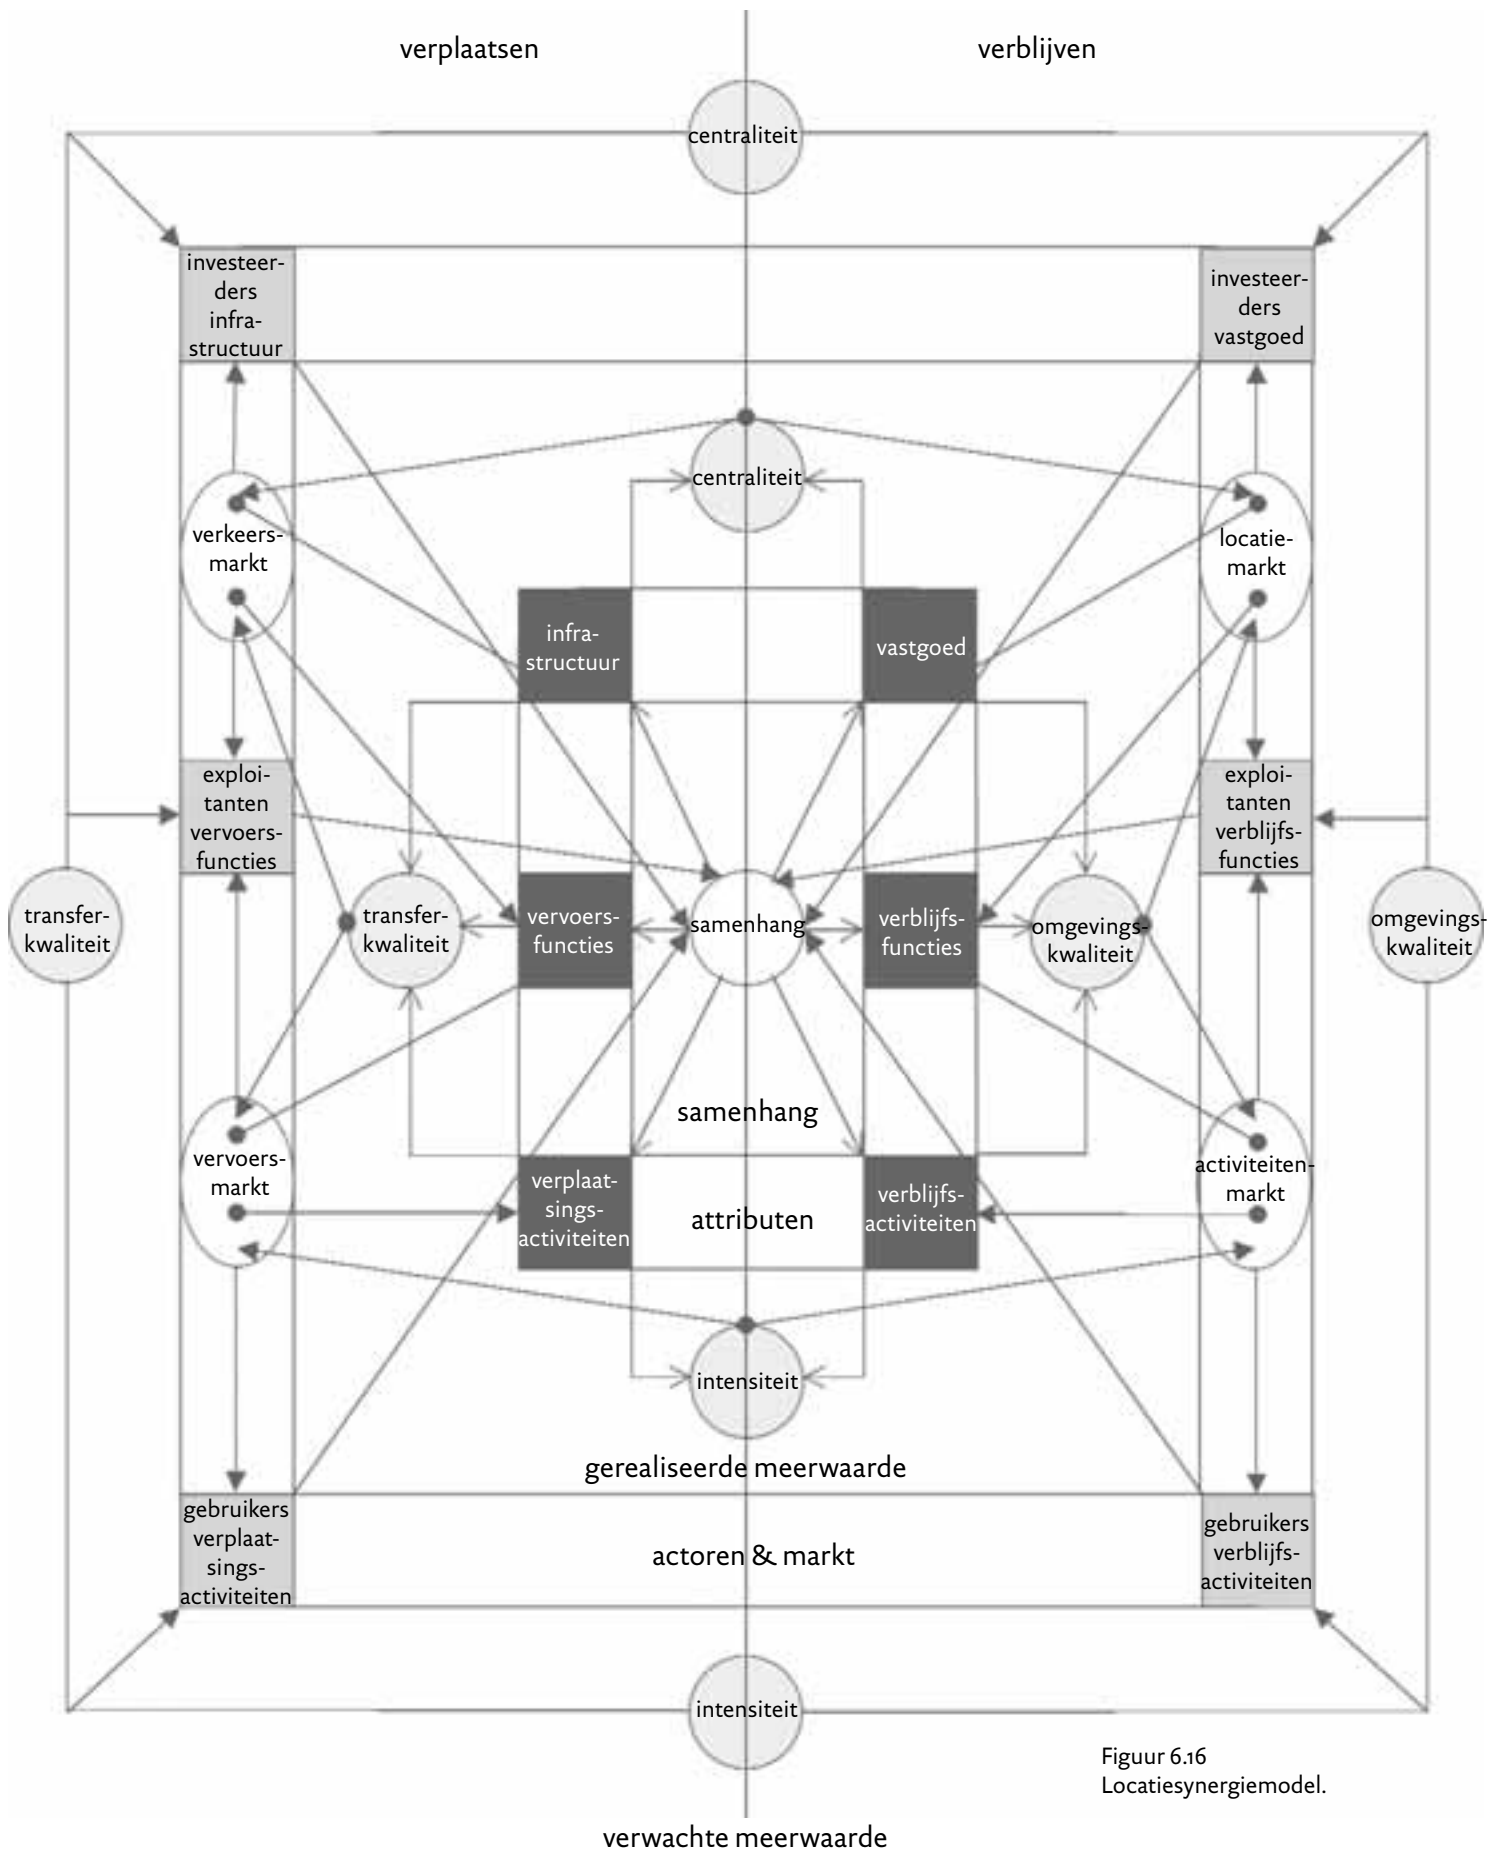 verplaatsen
verblijven
centraliteit
investeer-
ders
infra-
structuur
investeer-
ders
vastgoed
centraliteit
verkeers-
markt
locatie-
markt
infra-
structuur
vastgoed
exploi-
tanten
vervoers-
functies
exploi-
tanten
verblijfs-
functies
transfer-
kwaliteit
transfer-
kwaliteit
vervoers-
functies
samenhang
verblijfs-
functies
omgevings-
kwaliteit
omgevings-
kwaliteit
samenhang
vervoers-
markt
activiteiten-
markt
verplaat-
sings-
activiteiten
attributen
verblijfs-
activiteiten
intensiteit
gerealiseerde meerwaarde
gebruikers
verplaat-
sings-
activiteiten
actoren & markt
gebruikers
verblijfs-
activiteiten
intensiteit
Figuur 6.16
Locatiesynergiemodel.
verwachte meerwaarde